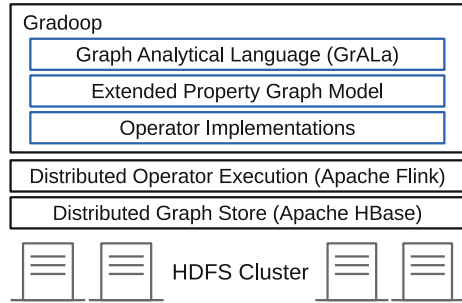 Gradoop
Graph Analytical Language (GrALa)
Extended Property Graph Model
Operator Implementations
Distributed Operator Execution (Apache Flink)
Distributed Graph Store (Apache HBase)
HDFS Cluster